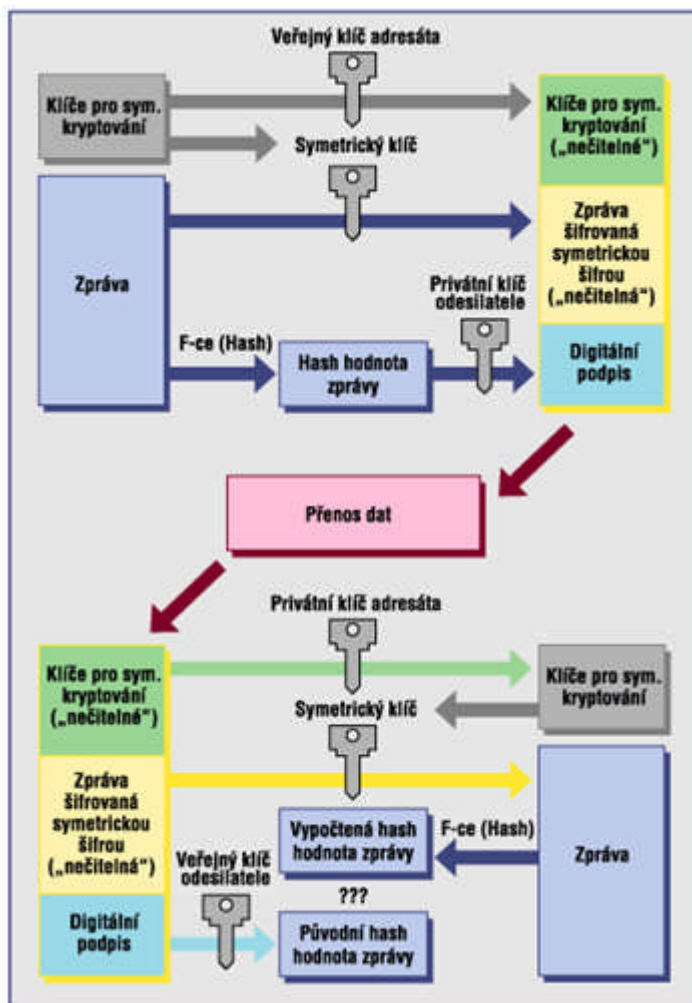 Veřejný klíč adresáta
Klíče pro sym.
kryptování
Klíče pro sym.
kryptování
(„nečitelné“)
Symetrický klíč
Zpráva
Zpráva
šifrovaná
symetrickou
šifrou
(„nečitelná“)
Privátní klíč
odesilatele
F-ce (Hash)
Hash hodnota
zprávy
Digitální
podpis
Přenos dat
Privátní klíč adresáta
Klíče pro sym.
kryptování
(„nečitelné“)
Klíče pro sym.
kryptování
Symetrický klíč
Zpráva
šifrovaná
symetrickou
šifrou
(„nečitelná“)
Vypočtená hash
hodnota zprávy
F-ce (Hash)
Zpráva
Veřejný klíč
odesilatele
???
Digitální
podpis
Původní hash
hodnota zprávy